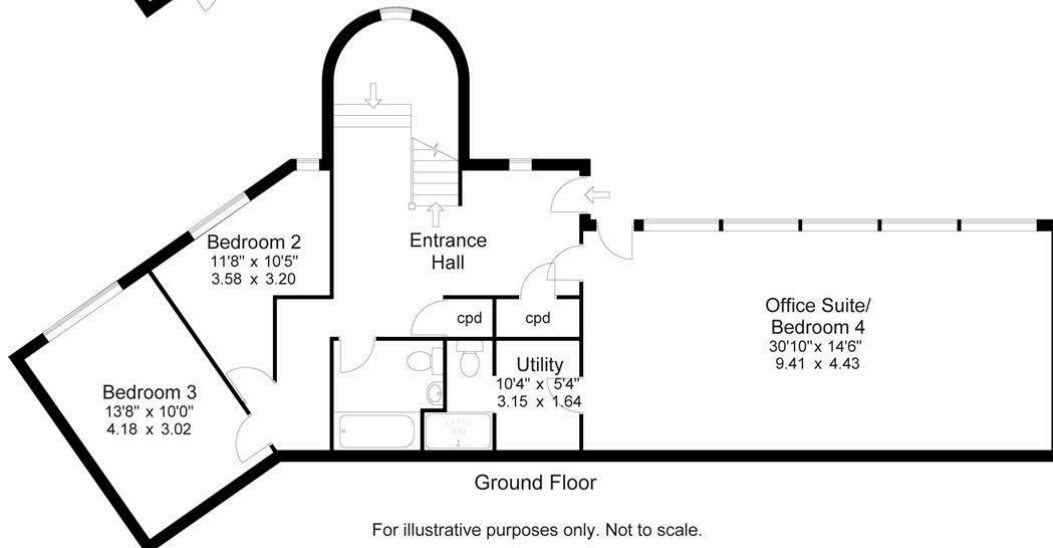 Bedroom 2
11'8" x 10'5"
3.58 x 3.20
Entrance
Hall
cpd
cpd
Office Suite/
Bedroom 4
30'10" x 14'6"
9.41 x 4.43
Utility
10'4" x 5'4"
3.15 x 1.64
Bedroom 3
13'8" x 10'0"
4.18 x 3.02
Ground Floor
For illustrative purposes only. Not to scale.